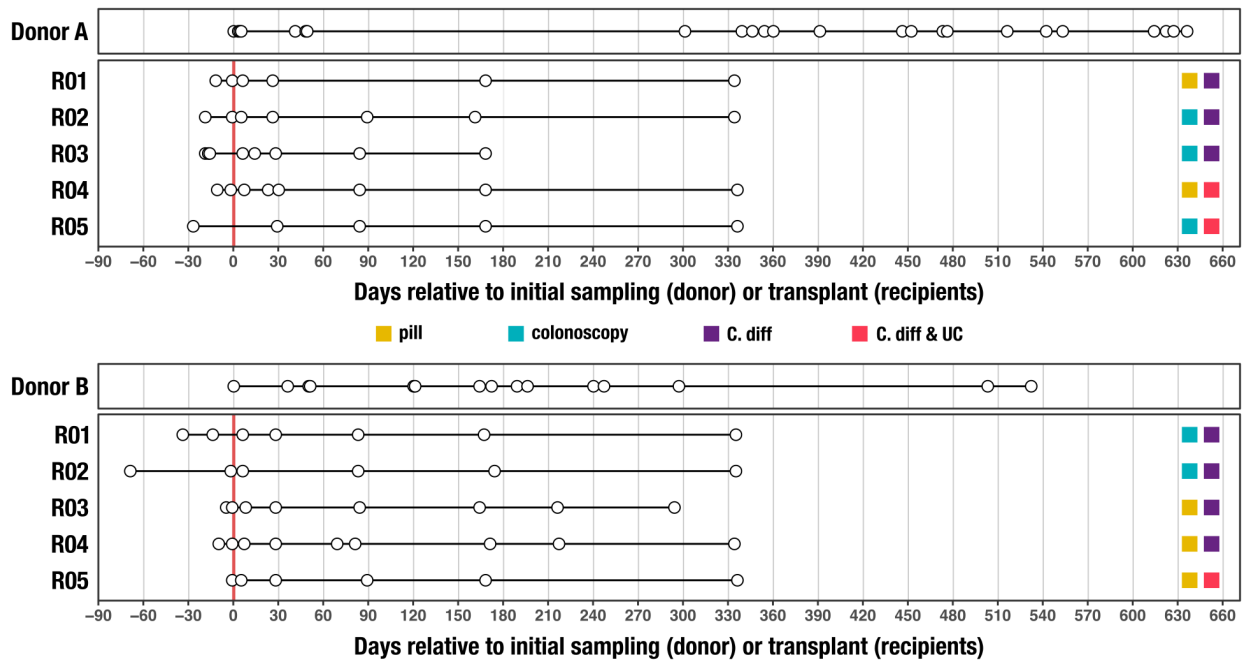 Donor A
R01
R02
R03
R04
R05
−90 −60 −30 0 30 60 90 120 150 180 210 240 270 300 330 360 390 420 450 480 510 540 570 600 630 660
Days relative to initial sampling (donor) or transplant (recipients)
pill colonoscopy C. diff C. diff & UC
Donor B
R01
R02
R03
R04
R05
−90 −60 −30 0 30 60 90 120 150 180 210 240 270 300 330 360 390 420 450 480 510 540 570 600 630 660
Days relative to initial sampling (donor) or transplant (recipients)